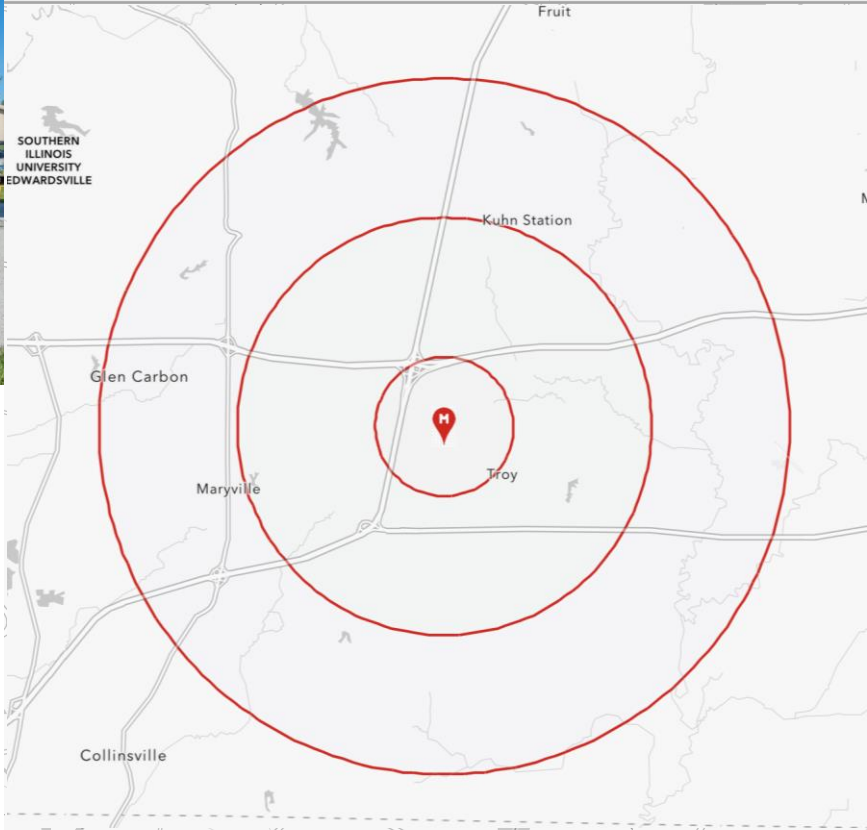 Fruit
SOUTHERN
ILLINOIS
UNIVERSITY
EDWARDSVILLE
Kuhn Station
Glen Carbon
M
Troy
Maryville
Collinsville